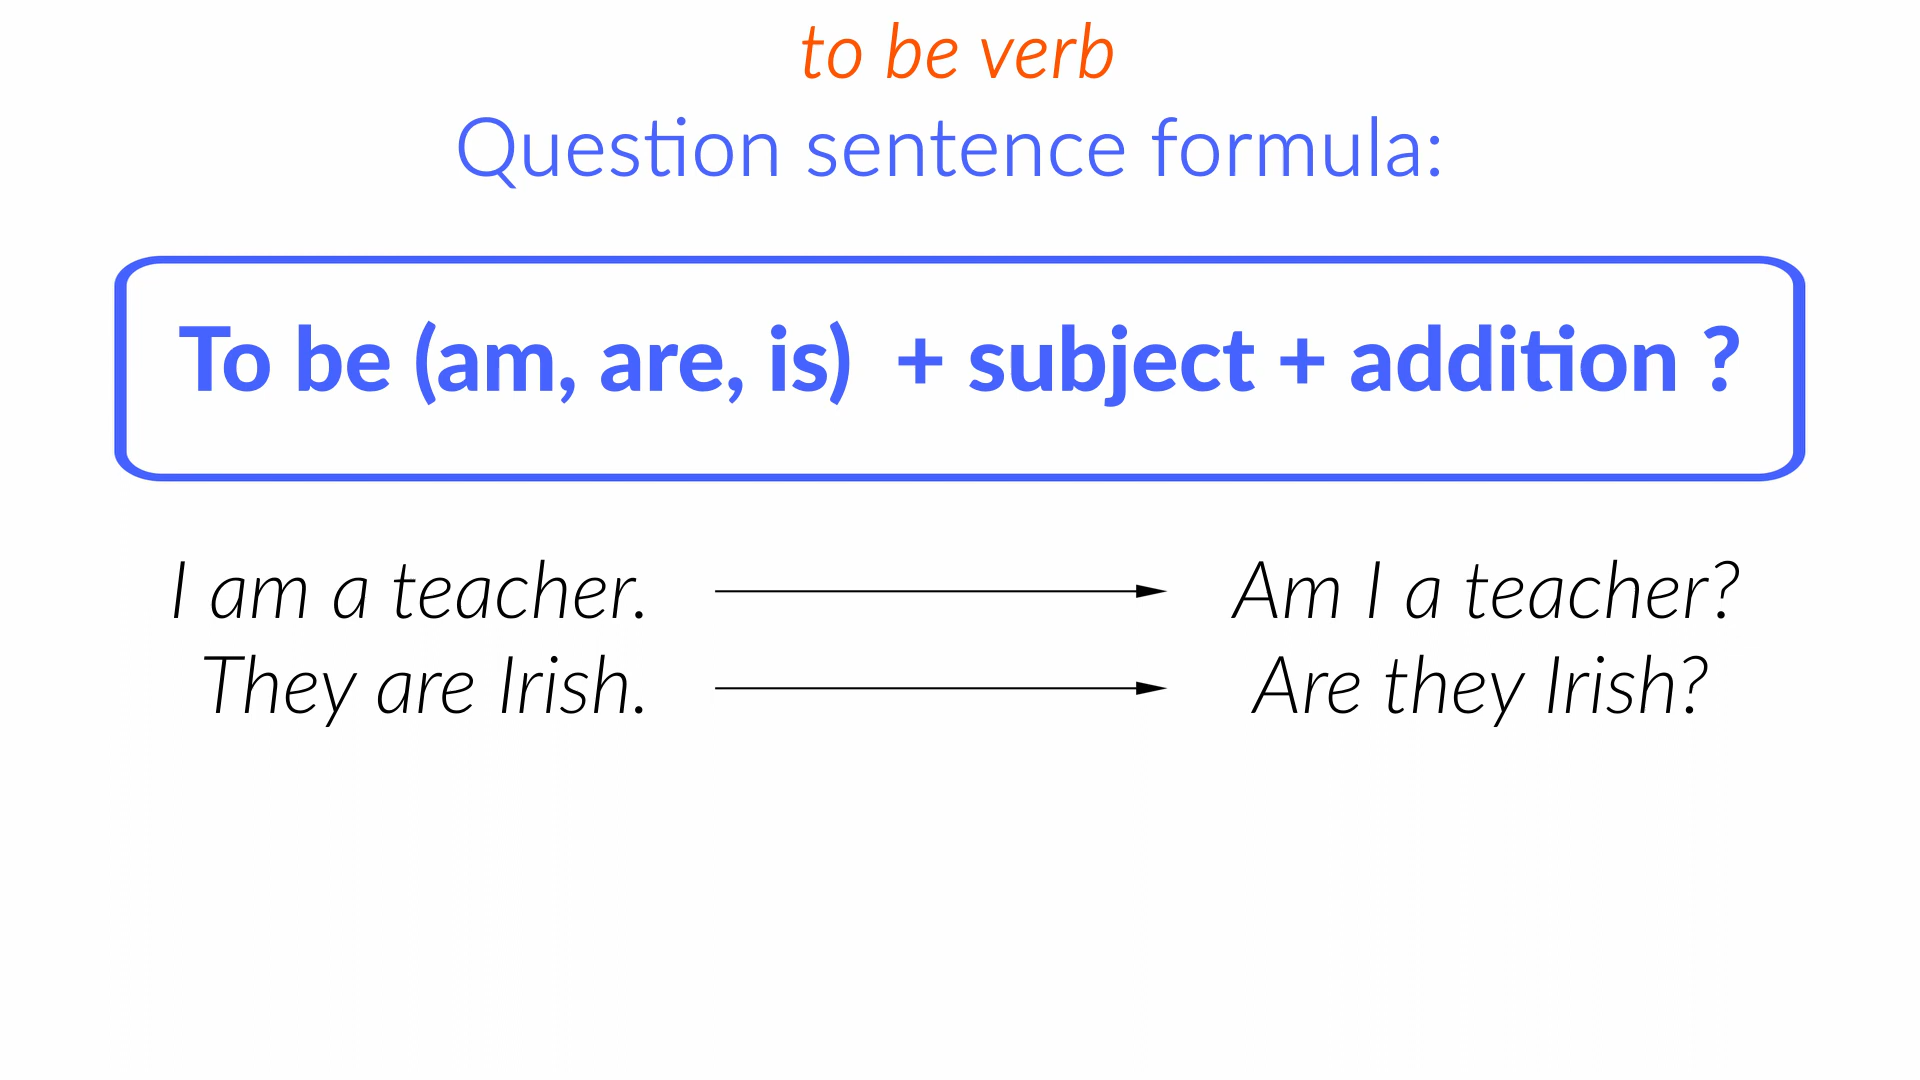 to be verb
Question sentence formula:
To be (am, are, is) + subject + addition ?
I am a teacher. Am I a teacher?
They are Irish. Are they Irish?